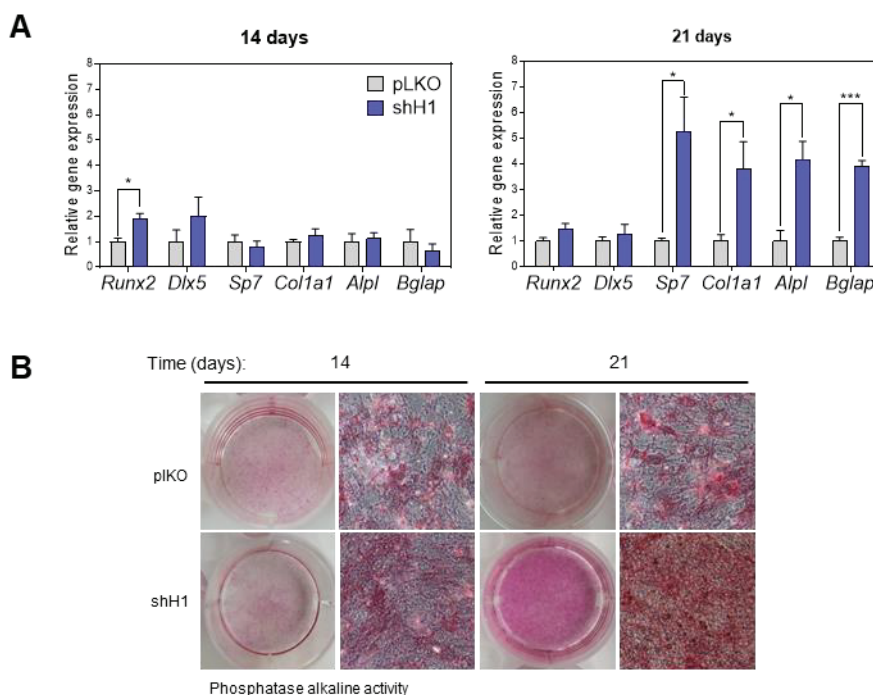 A
14 days
Relative gene expression
8
7
6
5
4
3
2
1
0
pLKO
shH1
*
Runx2 Dlx5 Sp7 Col1a1 Alpl Bglap
21 days
Relative gene expression
8
7
6
5
4
3
2
1
0
* * * ***
Runx2 Dlx5 Sp7 Col1a1 Alpl Bglap
B
Time (days): 14 21
plKO
shH1
Phosphatase alkaline activity